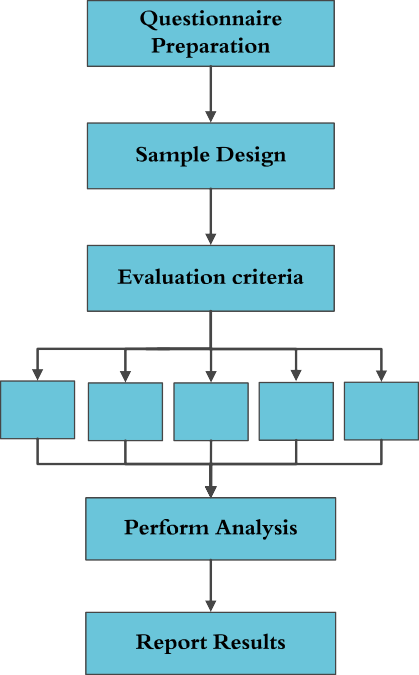 Questionnaire
Preparation
Sample Design
Evaluation criteria
Perform Analysis
Report Results